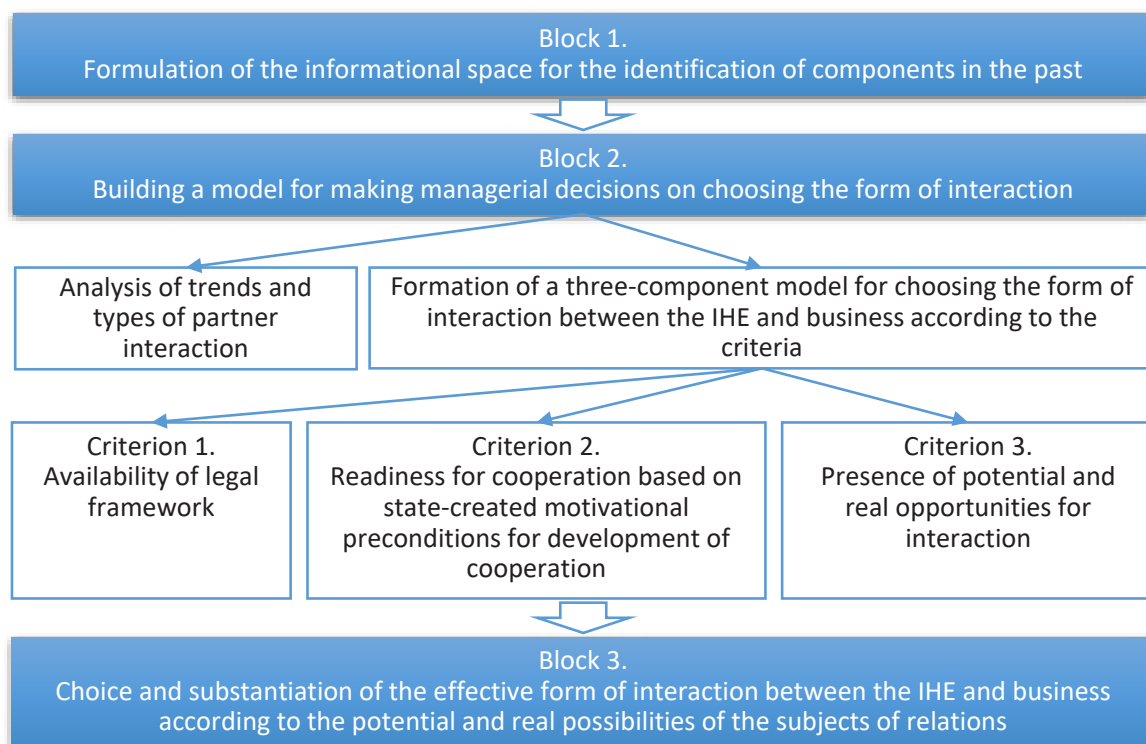 Block 1.
Formulation of the informational space for the identification of components in the past
Block 2.
Building a model for making managerial decisions on choosing the form of interaction
Analysis of trends and
types of partner
interaction
Formation of a three-component model for choosing the form of
interaction between the IHE and business according to the
criteria
Criterion 1.
Availability of legal
framework
Criterion 2.
Readiness for cooperation based on
state-created motivational
preconditions for development of
cooperation
Criterion 3.
Presence of potential and
real opportunities for
interaction
Block 3.
Choice and substantiation of the effective form of interaction between the IHE and business
according to the potential and real possibilities of the subjects of relations